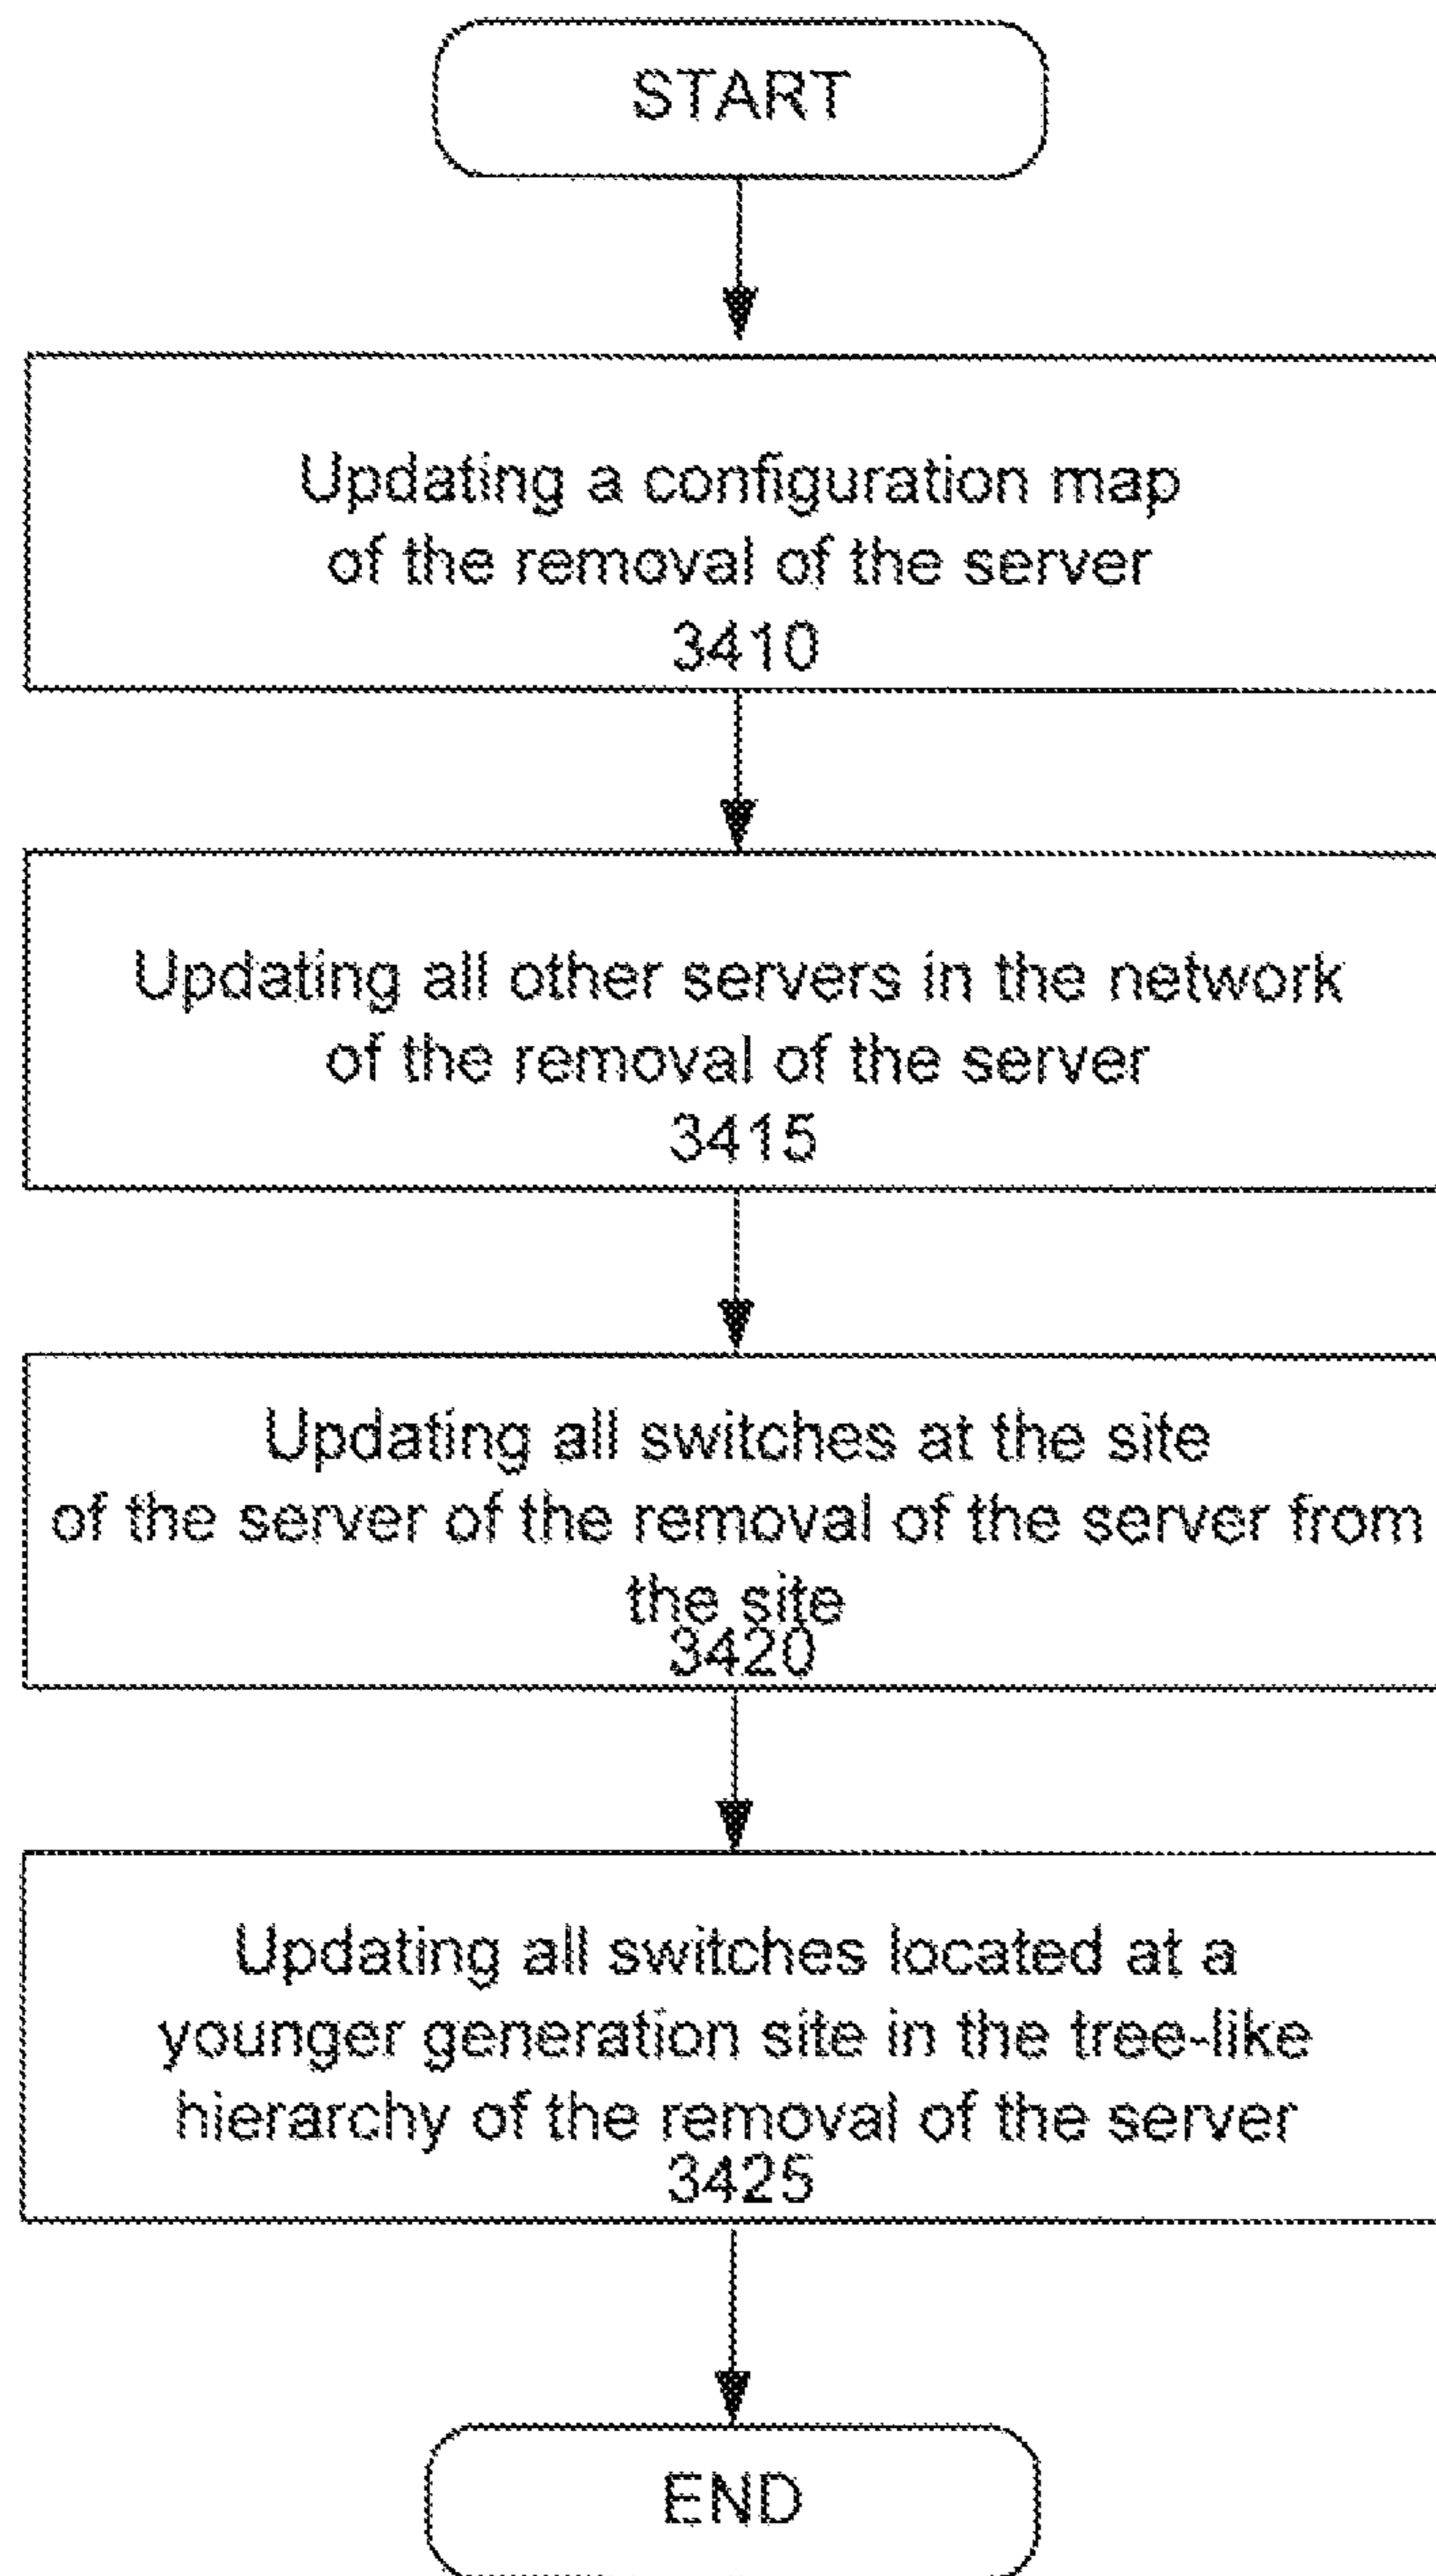 START
Updating a configuration map
of the removal of the server
3410
Updating all other servers in the network
of the removal of the server
3415
Updating all switches at the site
of the server of the removal of the server from
the site
3420
Updating all switches located at a
younger generation site in the tree-like
hierarchy of the removal of the server
3425
END